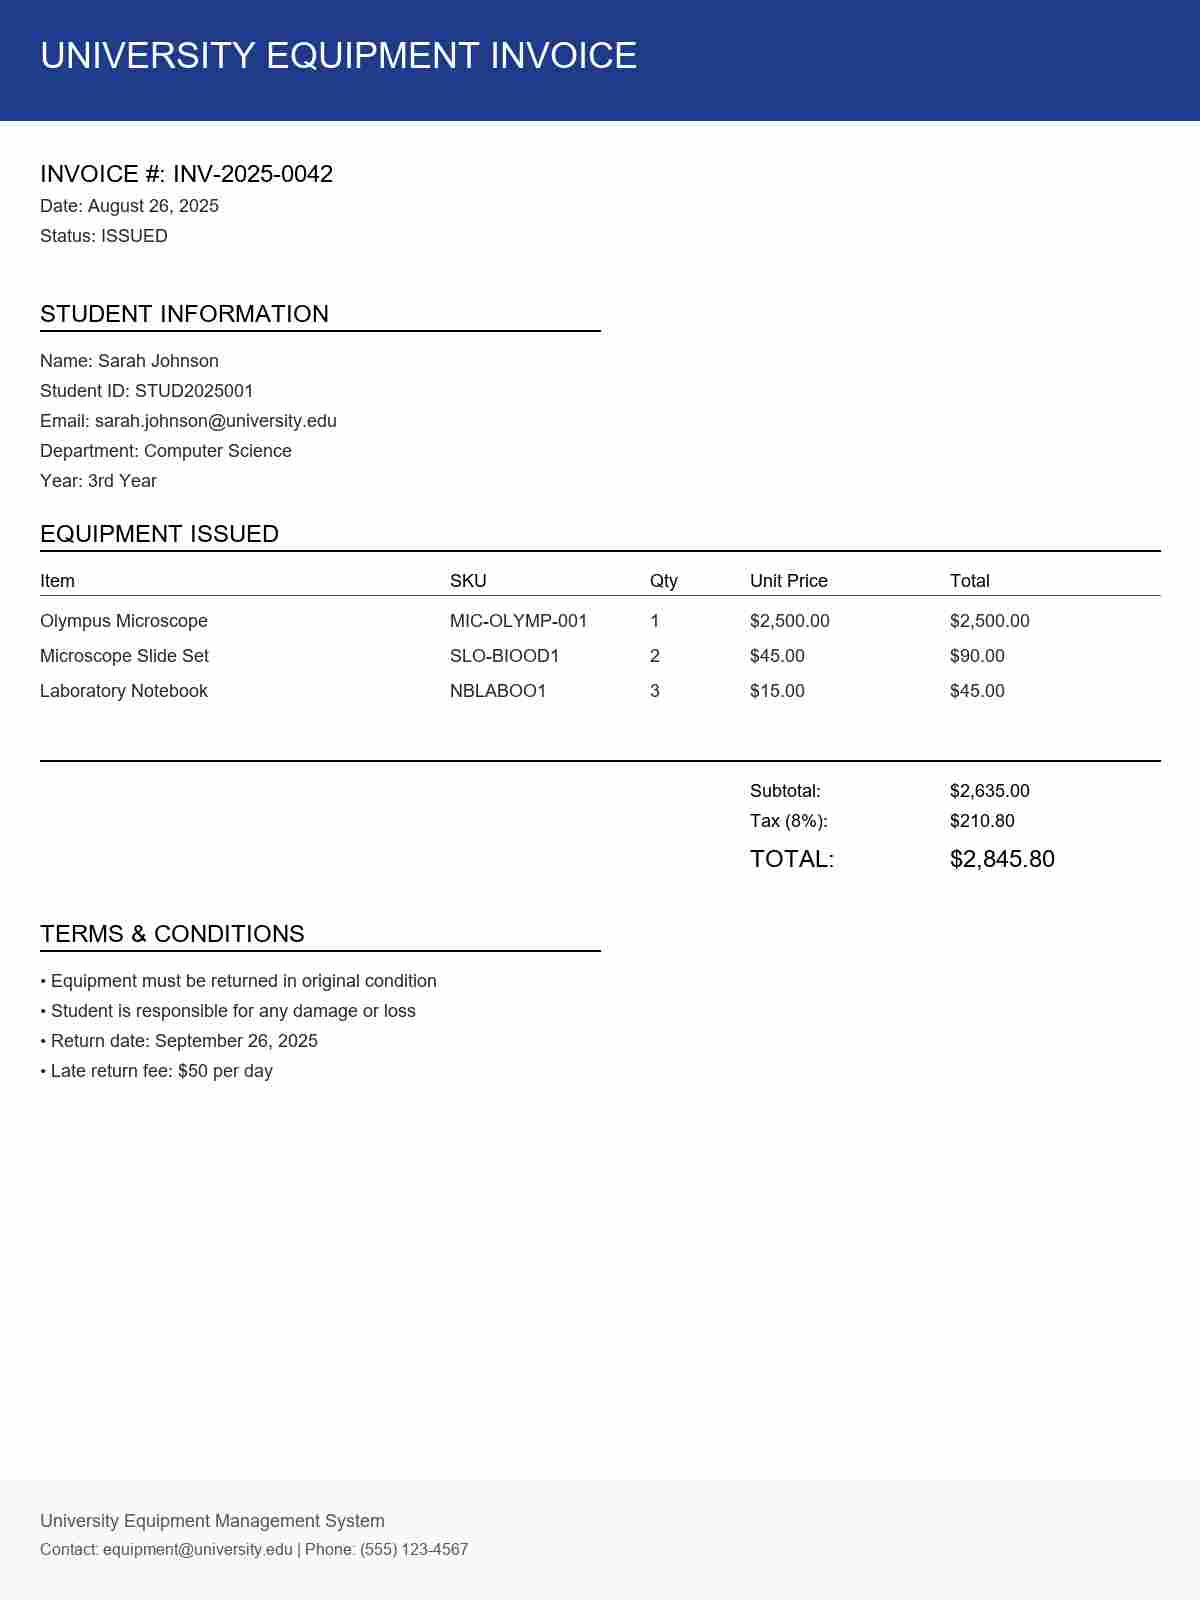 UNIVERSITY EQUIPMENT INVOICE
INVOICE #: INV-2025-0042
Date: August 26, 2025
Status: ISSUED
STUDENT INFORMATION
Name: Sarah Johnson
Student ID: STUD2025001
Email: sarah.johnson@university.edu
Department: Computer Science
Year: 3rd Year
EQUIPMENT ISSUED
Item SKU Qty Unit Price Total
Olympus Microscope MIC-OLYMP-001 1 $2,500.00 $2,500.00
Microscope Slide Set SLO-BIOOD1 2 $45.00 $90.00
Laboratory Notebook NBLABOO1 3 $15.00 $45.00
Subtotal: $2,635.00
Tax (8%): $210.80
TOTAL: $2,845.80
TERMS & CONDITIONS
• Equipment must be returned in original condition
• Student is responsible for any damage or loss
• Return date: September 26, 2025
• Late return fee: $50 per day
University Equipment Management System
Contact: equipment@university.edu | Phone: (555) 123-4567